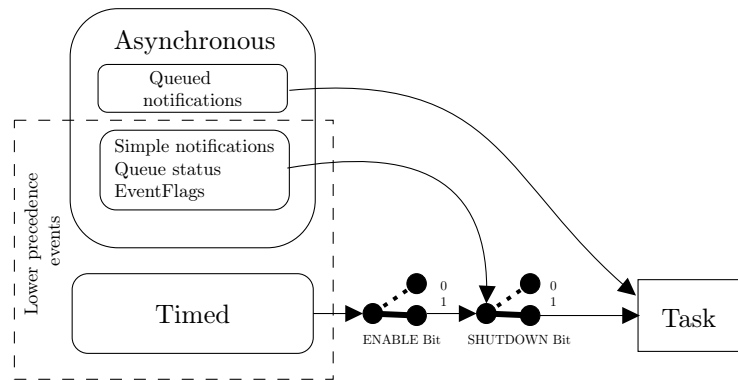 Asynchronous
Queued
notifications
Simple notifications
Queue status
EventFlags
Lower precedence
events
Timed
0
1
ENABLE Bit
0
1
SHUTDOWN Bit
Task